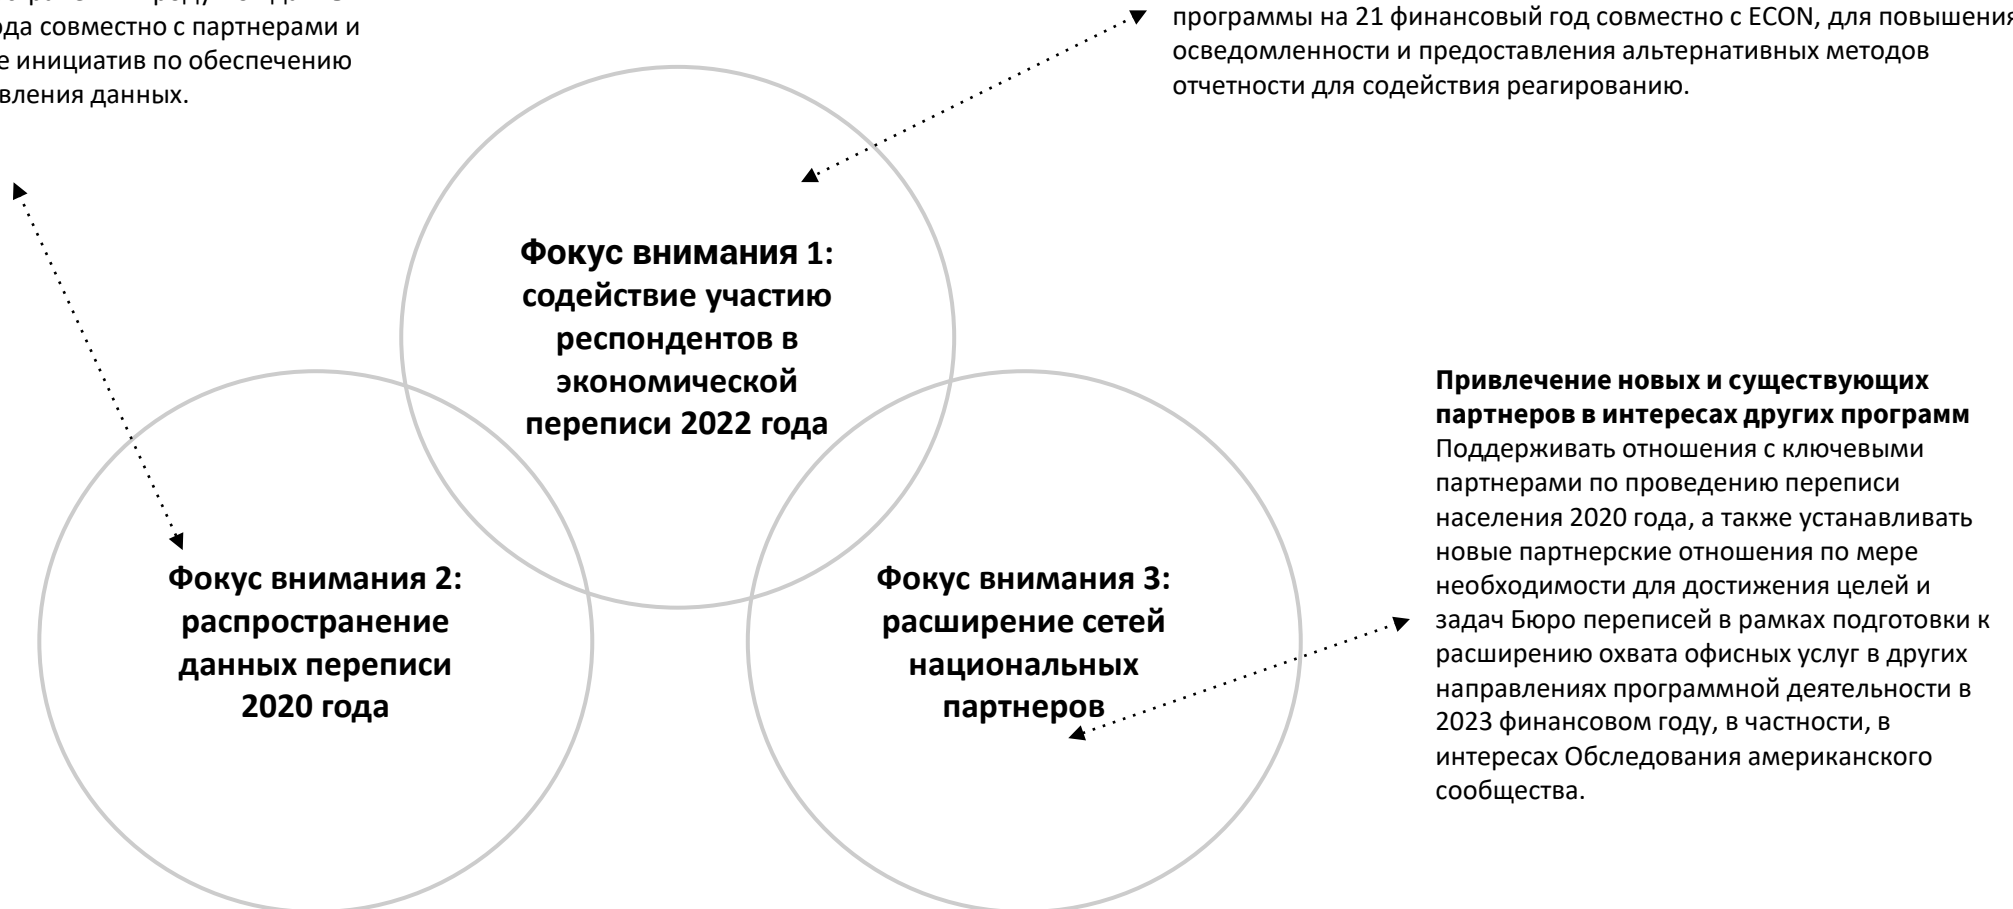 ода совместно с партнерами и
е инициатив по обеспечению
вления данных.
программы на 21 финансовый год совместно с ECON, для повышения
осведомленности и предоставления альтернативных методов
отчетности для содействия реагированию.
Фокус внимания 1:
содействие участию
респондентов в
экономической
переписи 2022 года
Привлечение новых и существующих
партнеров в интересах других программ
Поддерживать отношения с ключевыми
партнерами по проведению переписи
населения 2020 года, а также устанавливать
новые партнерские отношения по мере
необходимости для достижения целей и
задач Бюро переписей в рамках подготовки к
расширению охвата офисных услуг в других
направлениях программной деятельности в
2023 финансовом году, в частности, в
интересах Обследования американского
сообщества.
Фокус внимания 2:
распространение
данных переписи
2020 года
Фокус внимания 3:
расширение сетей
национальных
партнеров